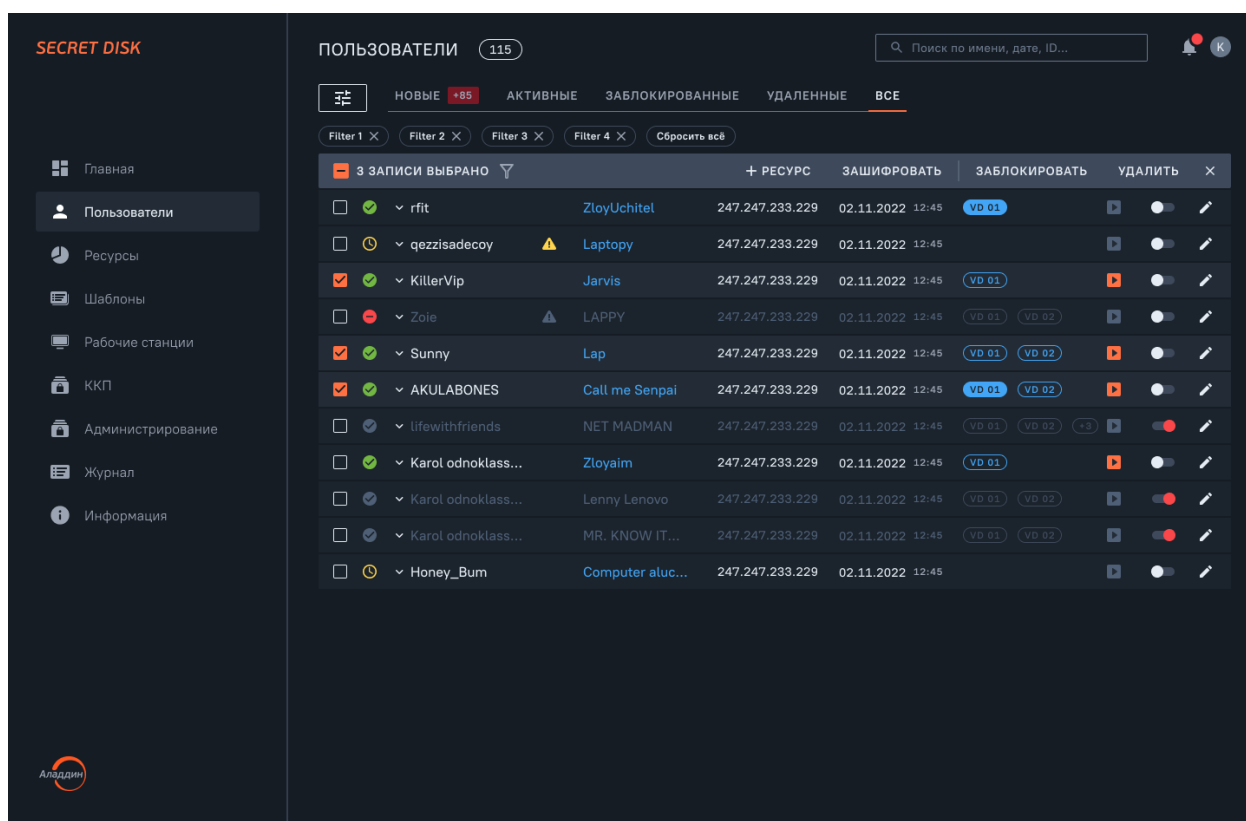 SECRET DISK
ПОЛЬЗОВАТЕЛИ 115
Поиск по имени, дате, ID...
K
НОВЫЕ +85 АКТИВНЫЕ ЗАБЛОКИРОВАННЫЕ УДАЛЕННЫЕ ВСЕ
Filter 1 Filter 2 Filter 3 Filter 4 Сбросить всё
Главная
Пользователи
Ресурсы
Шаблоны
Рабочие станции
ККП
Администрирование
Журнал
Информация
3 ЗАПИСИ ВЫБРАНО + РЕСУРС ЗАШИФРОВАТЬ ЗАБЛОКИРОВАТЬ УДАЛИТЬ
rfit ZloyUchitel 247.247.233.229 02.11.2022 12:45 VD 01
qezzisadecoy Laptopy 247.247.233.229 02.11.2022 12:45
KillerVip Jarvis 247.247.233.229 02.11.2022 12:45 VD 01
Zoie LAPPY 247.247.233.229 02.11.2022 12:45 VD 01 VD 02
Sunny Lap 247.247.233.229 02.11.2022 12:45 VD 01 VD 02
AKULABONES Call me Senpai 247.247.233.229 02.11.2022 12:45 VD 01 VD 02
lifewithfriends NET MADMAN 247.247.233.229 02.11.2022 12:45 VD 01 VD 02 +3
Karol odnoklass... Zloyaim 247.247.233.229 02.11.2022 12:45 VD 01
Karol odnoklass... Lenny Lenovo 247.247.233.229 02.11.2022 12:45 VD 01 VD 02
Karol odnoklass... MR. KNOW IT... 247.247.233.229 02.11.2022 12:45 VD 01 VD 02
Honey_Bum Computer aluc... 247.247.233.229 02.11.2022 12:45
Аладдин